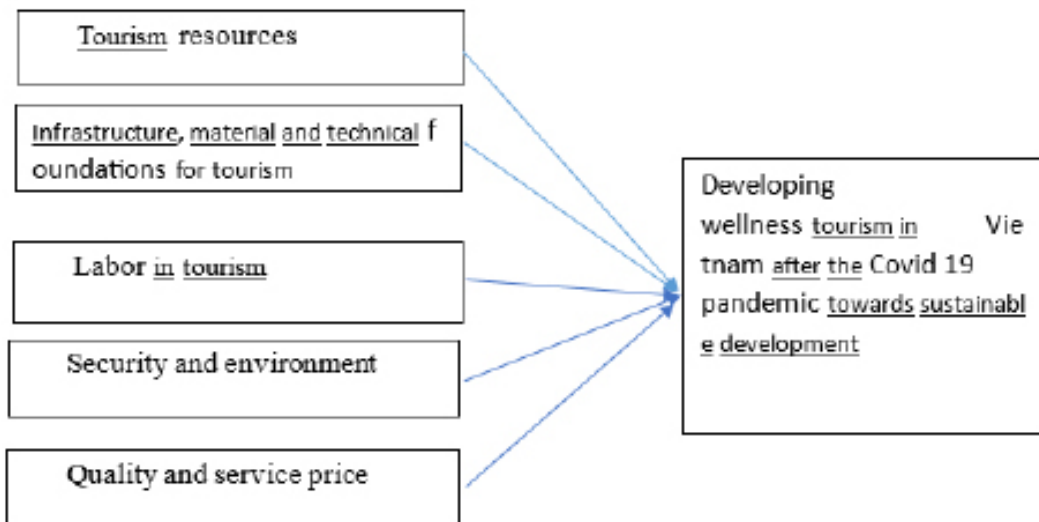 Tourism resources
Infrastructure, material and technical f
oundations for tourism
Labor in tourism
Security and environment
Quality and service price
Developing
wellness tourism in Vie
tnam after the Covid 19
pandemic towards sustainabl
e development